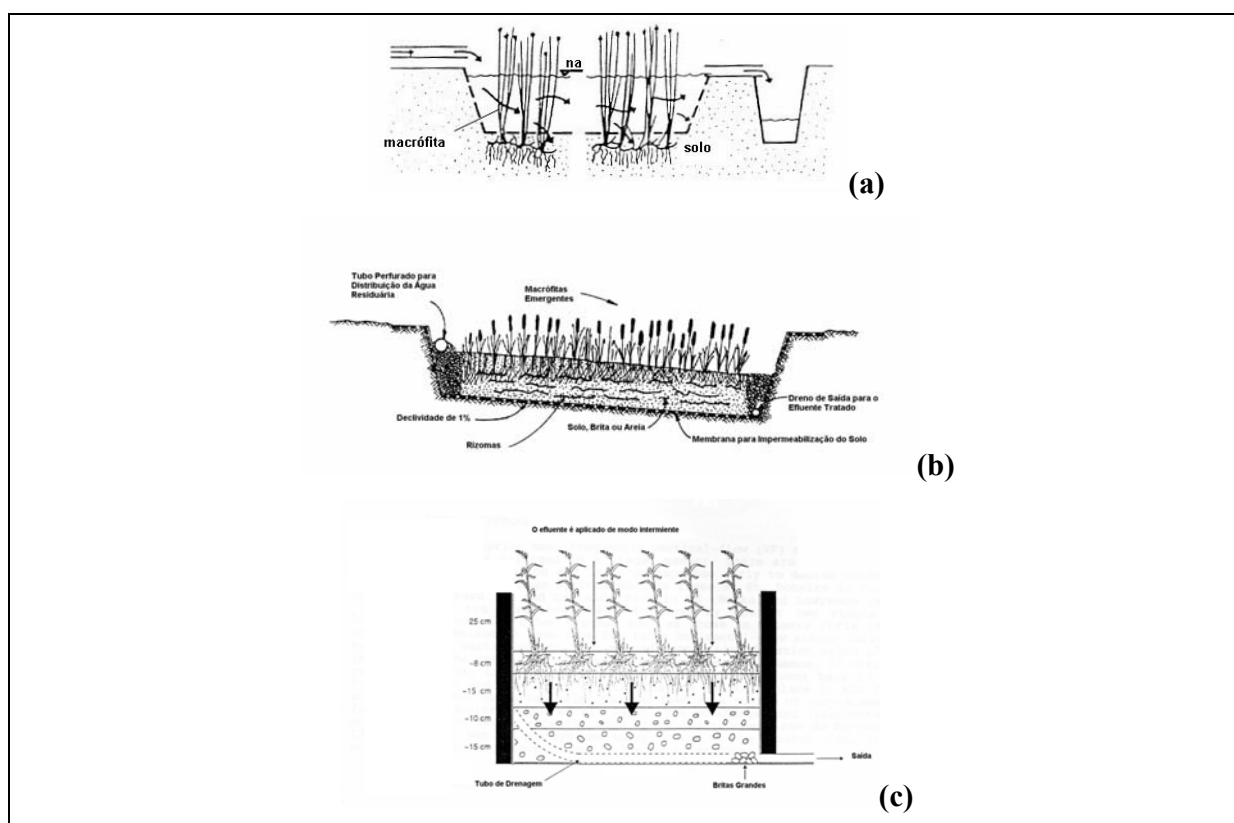 na
macrófita
solo
(a)
Tubo Perfurado para
Distribuição da Água
Residuária
Macrófitas
Emergentes
Declividade de 1%
Rizomas
Solo, Brita ou Areia
Membrana para Impermeabilização do Solo
Dreno de Saída para o
Efluente Tratado
(b)
O efluente é aplicado de modo intermiente
25 cm
~8 cm
~15 cm
~10 cm
~15 cm
Tubo de Drenagem
Britas Grandes
Saída
(c)